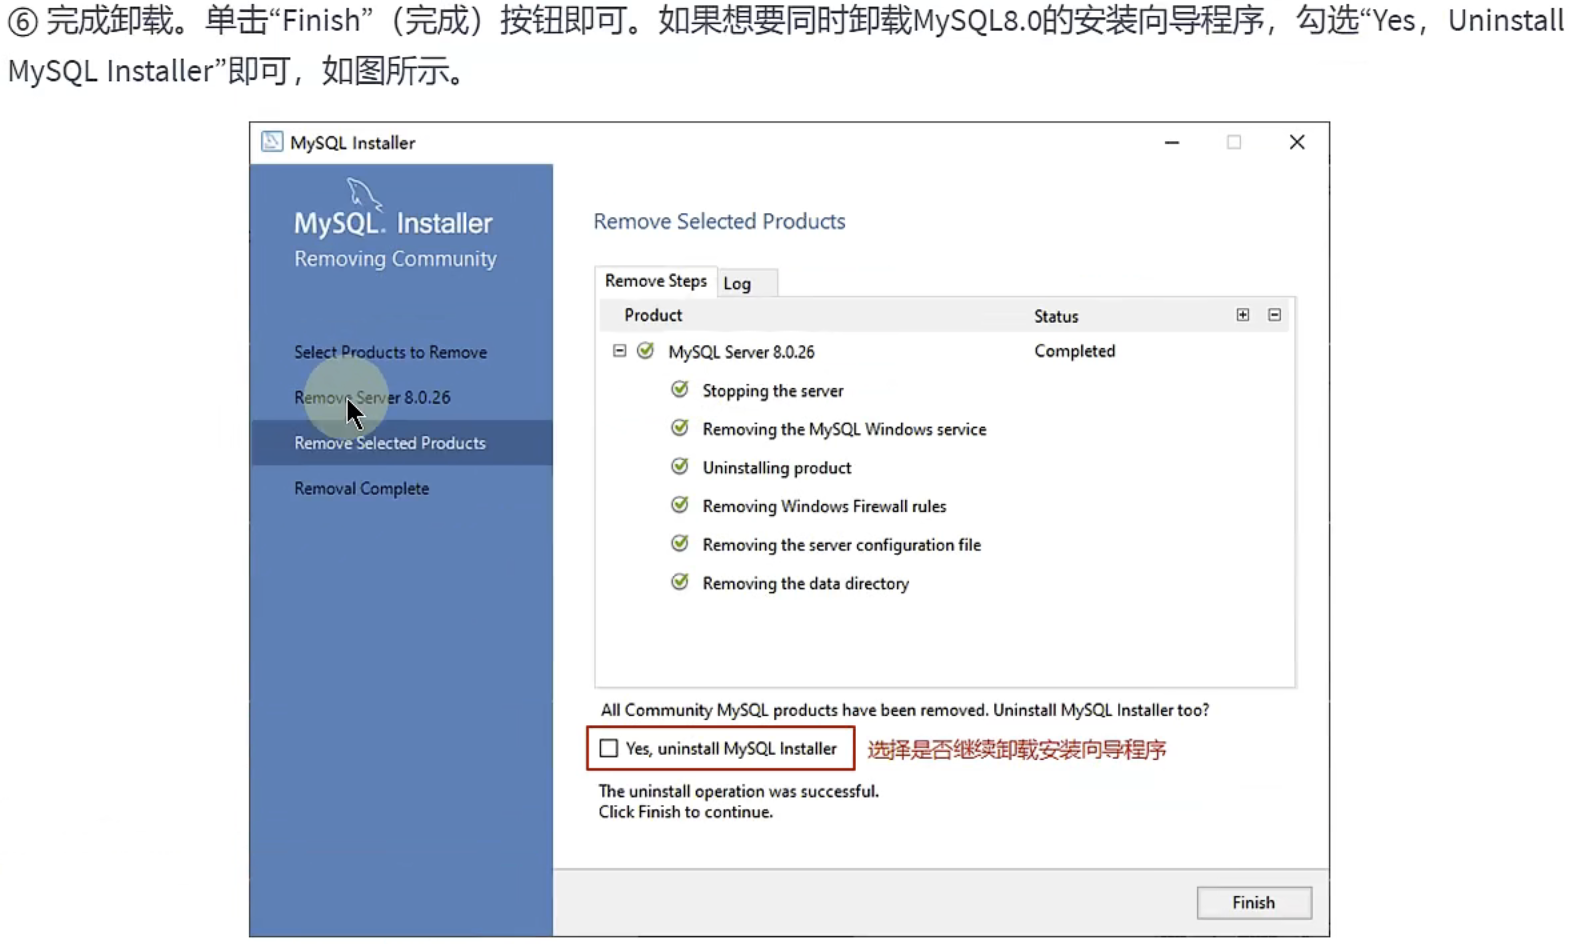 ⑥ 完成卸载。单击“Finish”（完成）按钮即可。如果想要同时卸载MySQL8.0的安装向导程序，勾选“Yes，Uninstall
MySQL Installer”即可，如图所示。
MySQL Installer
MySQL. Installer
Removing Community
Select Products to Remove
Remove Server 8.0.26
Remove Selected Products
Removal Complete
Remove Selected Products
Remove Steps Log
Product Status
MySQL Server 8.0.26 Completed
Stopping the server
Removing the MySQL Windows service
Uninstalling product
Removing Windows Firewall rules
Removing the server configuration file
Removing the data directory
All Community MySQL products have been removed. Uninstall MySQL Installer too?
Yes, uninstall MySQL Installer 选择是否继续卸载安装向导程序
The uninstall operation was successful.
Click Finish to continue.
Finish